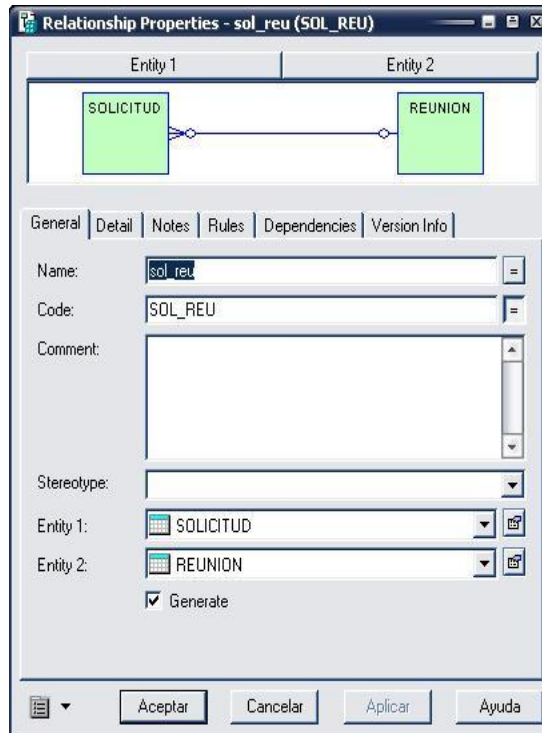 Relationship Properties - sol_reu (SOL_REU)
Entity 1 Entity 2
SOLICITUD REUNION
General Detail Notes Rules Dependencies Version Info
Name: sol_reu =
Code: SOL_REU =
Comment:
Stereotype:
Entity 1: SOLICITUD
Entity 2: REUNION
Generate
Aceptar Cancelar Aplicar Ayuda